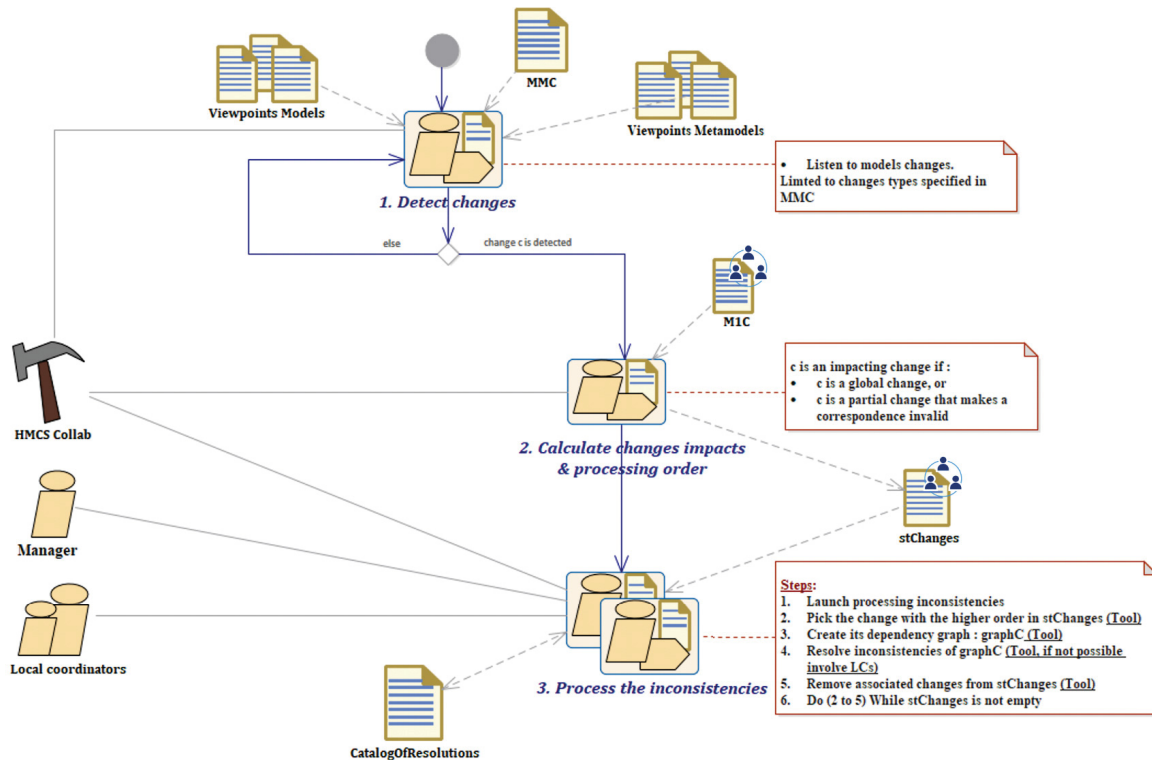 MMC
Viewpoints Models
Viewpoints Metamodels
• Listen to models changes.
Limted to changes types specified in
MMC
1. Detect changes
else
change c is detected
M1C
HMCS Collab
c is an impacting change if :
• c is a global change, or
• c is a partial change that makes a
correspondence invalid
2. Calculate changes impacts
& processing order
Manager
stChanges
Local coordinators
Steps:
1. Launch processing inconsistencies
2. Pick the change with the higher order in stChanges (Tool)
3. Create its dependency graph : graphC (Tool)
4. Resolve inconsistencies of graphC (Tool, if not possible
involve LCs)
5. Remove associated changes from stChanges (Tool)
6. Do (2 to 5) While stChanges is not empty
3. Process the inconsistencies
CatalogOfResolutions